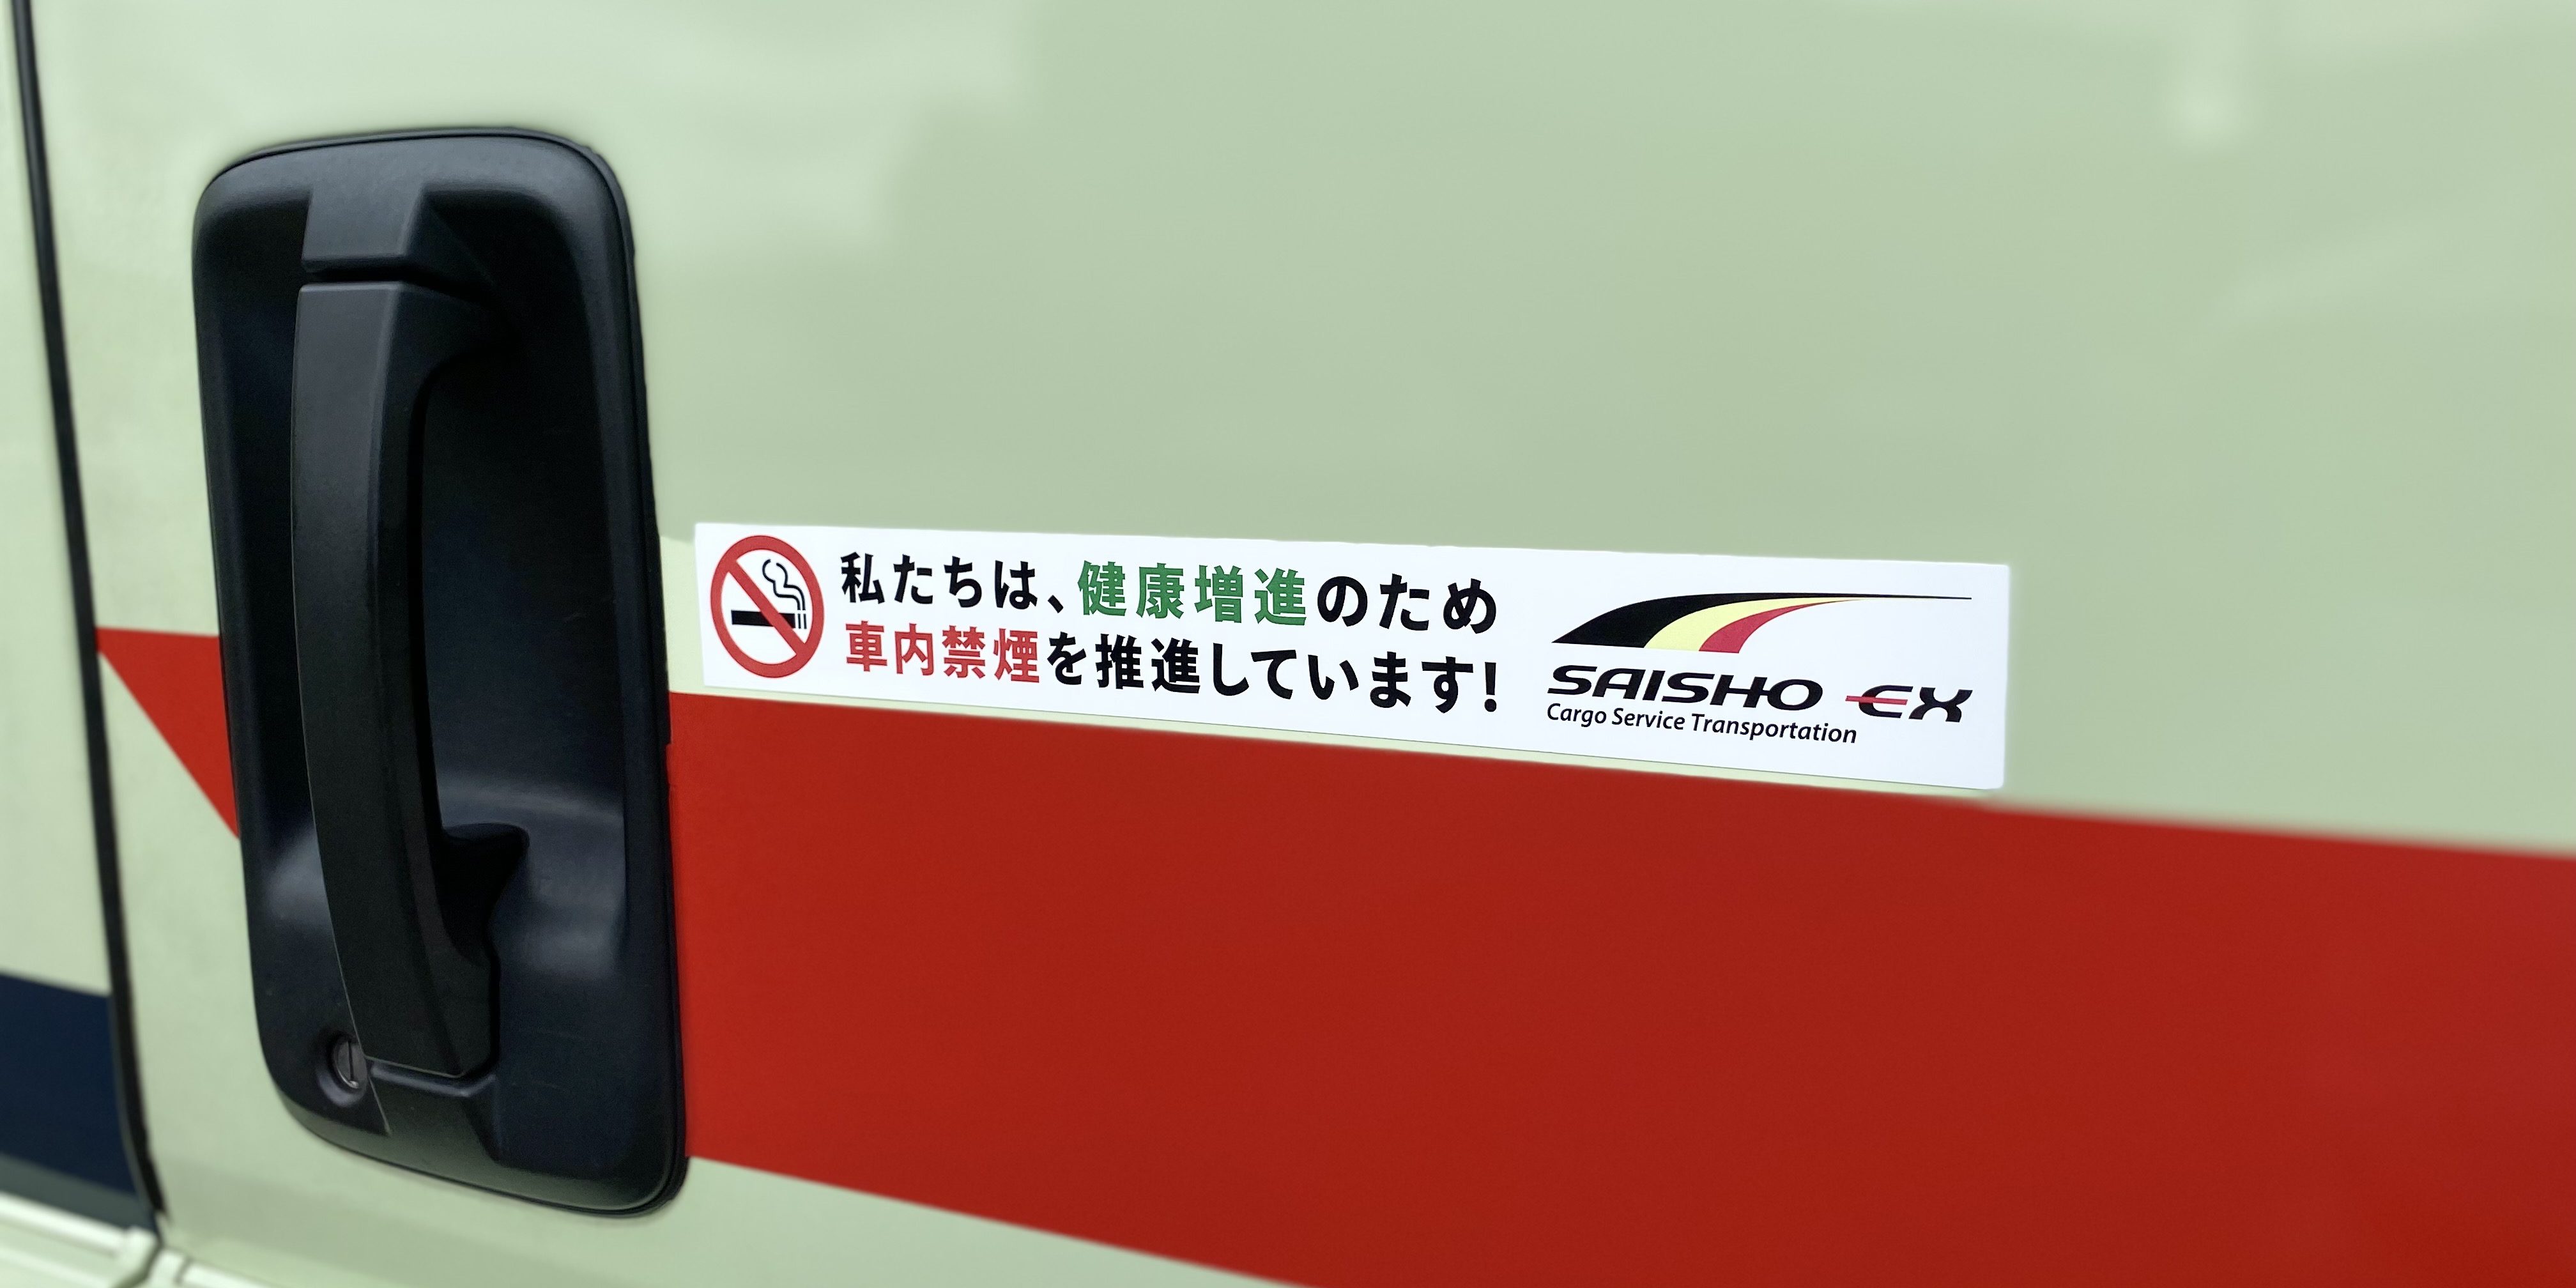 私たちは、健康増進のため
車内禁煙を推進しています!
SAISHO EX
Cargo Service Transportation